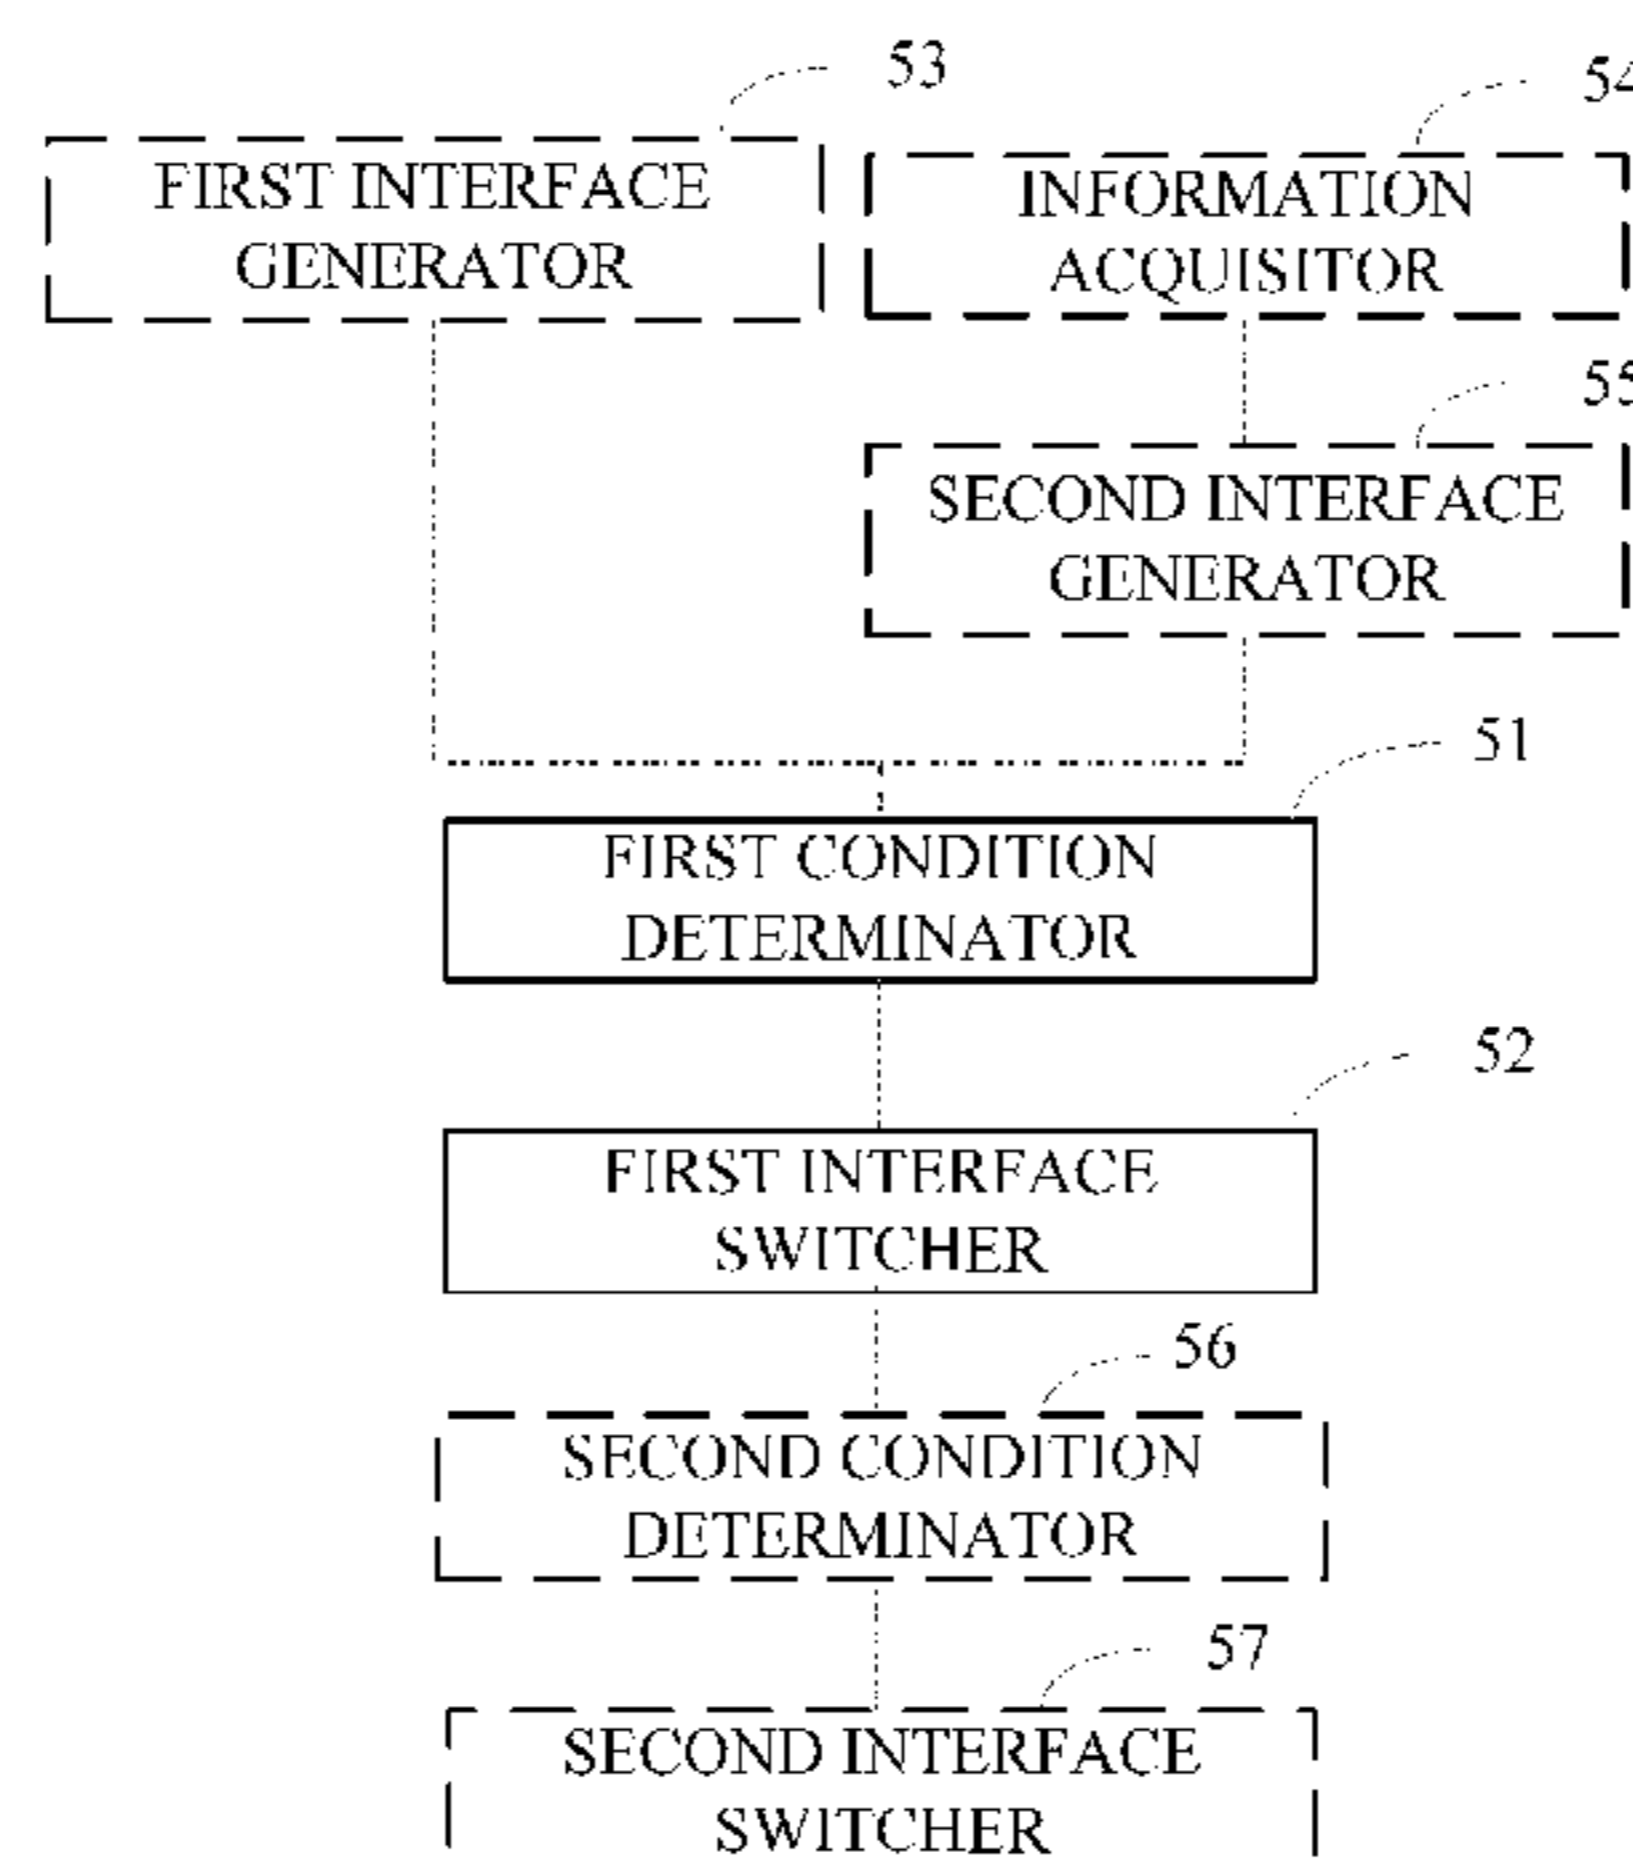 53
54
FIRST INTERFACE
GENERATOR
INFORMATION
ACQUISITOR
55
SECOND INTERFACE
GENERATOR
51
FIRST CONDITION
DETERMINATOR
52
FIRST INTERFACE
SWITCHER
56
SECOND CONDITION
DETERMINATOR
57
SECOND INTERFACE
SWITCHER